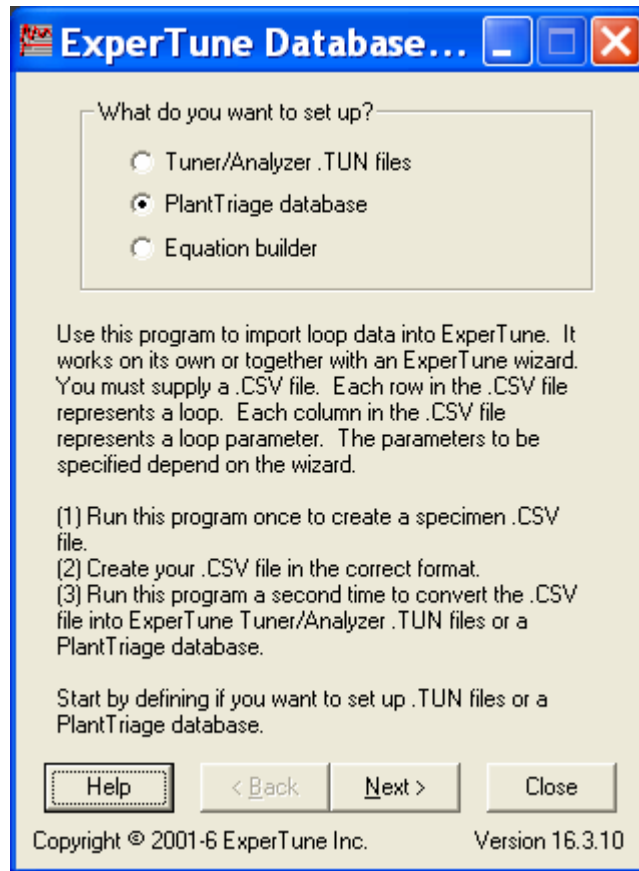 ExperTune Database...
What do you want to set up?
Tuner/Analyzer .TUN files
PlantTriage database
Equation builder
Use this program to import loop data into ExperTune. It
works on its own or together with an ExperTune wizard.
You must supply a .CSV file. Each row in the .CSV file
represents a loop. Each column in the .CSV file
represents a loop parameter. The parameters to be
specified depend on the wizard.
(1) Run this program once to create a specimen .CSV
file.
(2) Create your .CSV file in the correct format.
(3) Run this program a second time to convert the .CSV
file into ExperTune Tuner/Analyzer .TUN files or a
PlantTriage database.
Start by defining if you want to set up .TUN files or a
PlantTriage database.
Help < Back Next > Close
Copyright © 2001-6 ExperTune Inc. Version 16.3.10